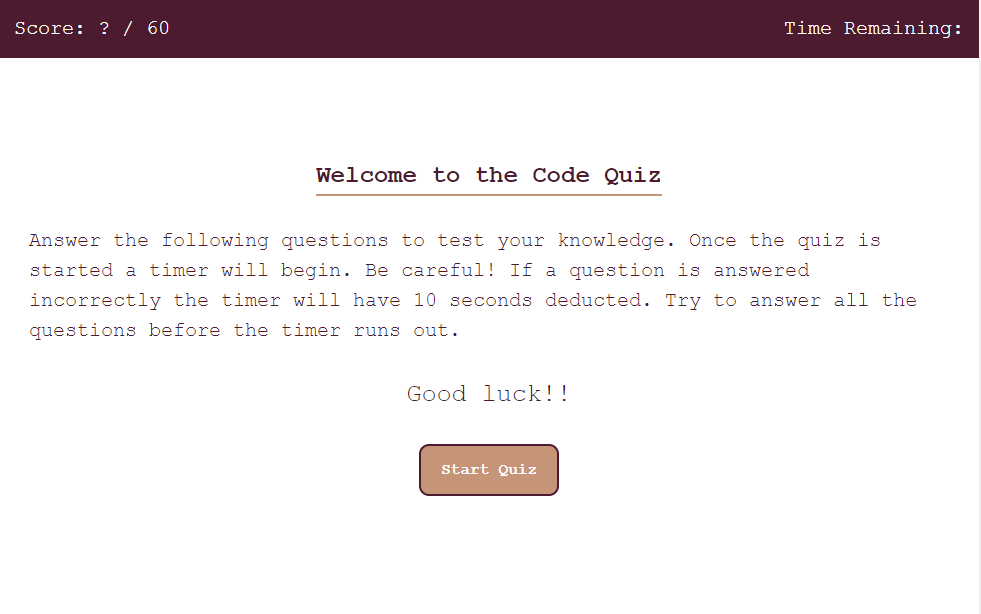 Score: ? / 60
Time Remaining:
Welcome to the Code Quiz
Answer the following questions to test your knowledge. Once the quiz is
started a timer will begin. Be careful! If a question is answered
incorrectly the timer will have 10 seconds deducted. Try to answer all the
questions before the timer runs out.
Good luck!!
Start Quiz